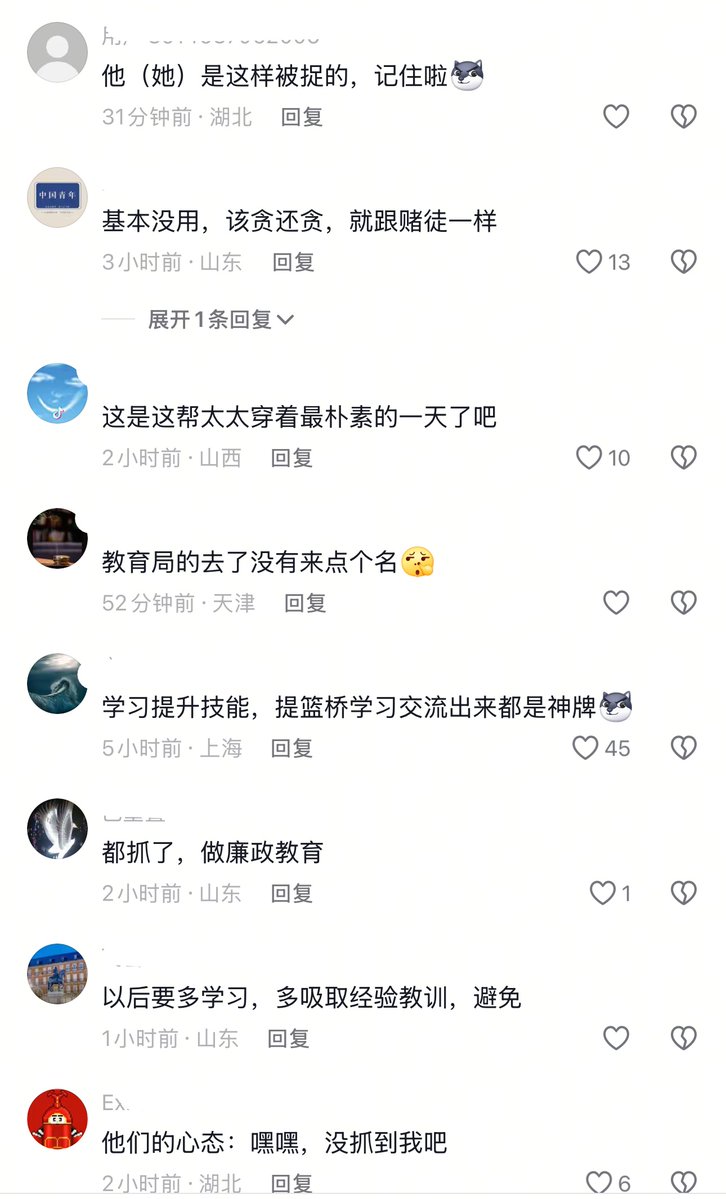 他（她）是这样被捉的，记住啦
31分钟前·湖北 回复
中国青年
基本没用，该贪还贪，就跟赌徒一样
3小时前·山东 回复 13
展开1条回复
这是这帮太太穿着最朴素的一天了吧
2小时前·山西 回复 10
教育局的去了没有来点个名
52分钟前·天津 回复
学习提升技能，提篮桥学习交流出来都是神牌
5小时前·上海 回复 45
都抓了，做廉政教育
2小时前·山东 回复 1
以后要多学习，多吸取经验教训，避免
1小时前·山东 回复
他们的心态：嘿嘿，没抓到我吧
2小时前·湖北 回复 6